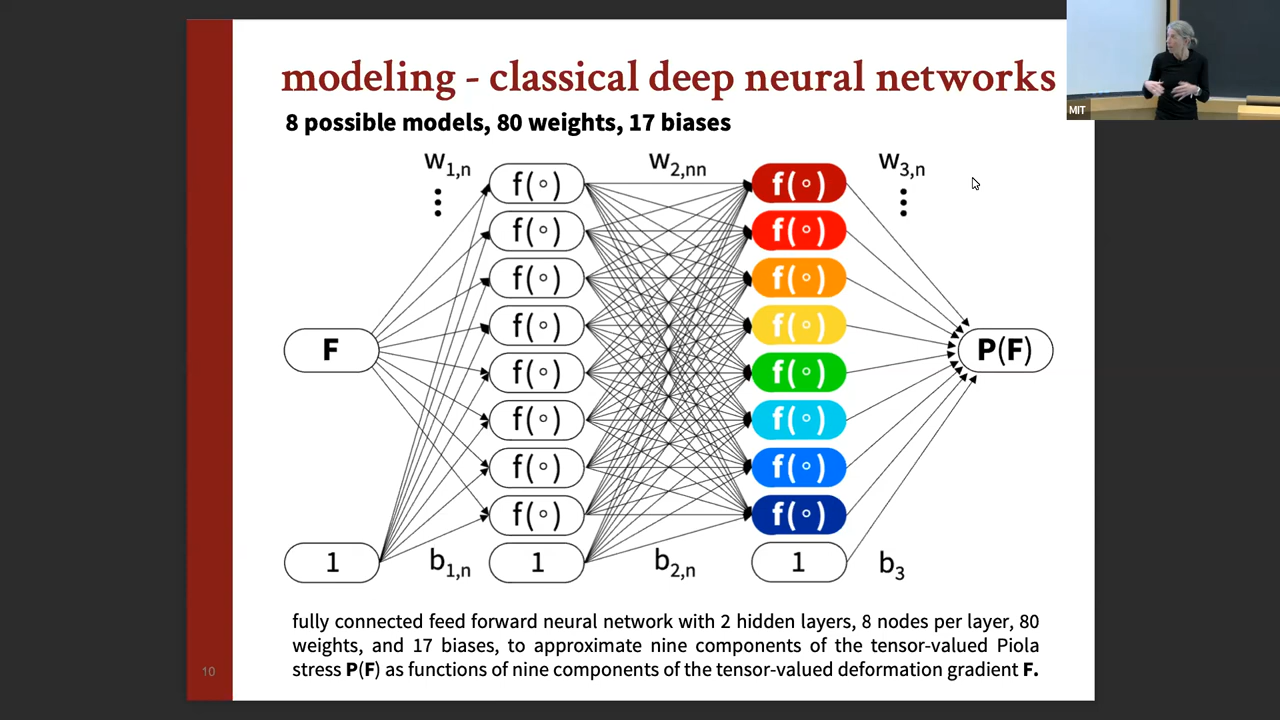 modeling - classical deep neural networks
8 possible models, 80 weights, 17 biases
MIT
w1,n
w2,nn
w3,n
f(∘)
f(∘)
f(∘)
f(∘)
f(∘)
f(∘)
f(∘)
f(∘)
f(∘)
f(∘)
F
P(F)
f(∘)
f(∘)
f(∘)
f(∘)
f(∘)
f(∘)
1
b1,n
1
b2,n
1
b3
fully connected feed forward neural network with 2 hidden layers, 8 nodes per layer, 80
weights, and 17 biases, to approximate nine components of the tensor-valued Piola
stress P(F) as functions of nine components of the tensor-valued deformation gradient F.
10